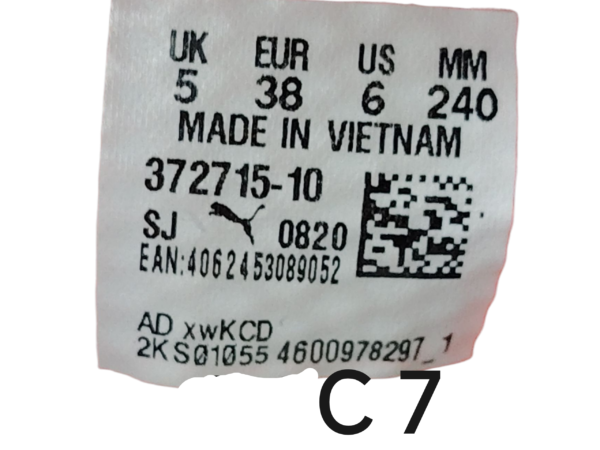 UK EUR US MM
5 38 6 240
MADE IN VIETNAM
372715-10
SJ 0820
EAN:4062453089052
AD xwKCD
2KS01055 4600978297_1
C 7